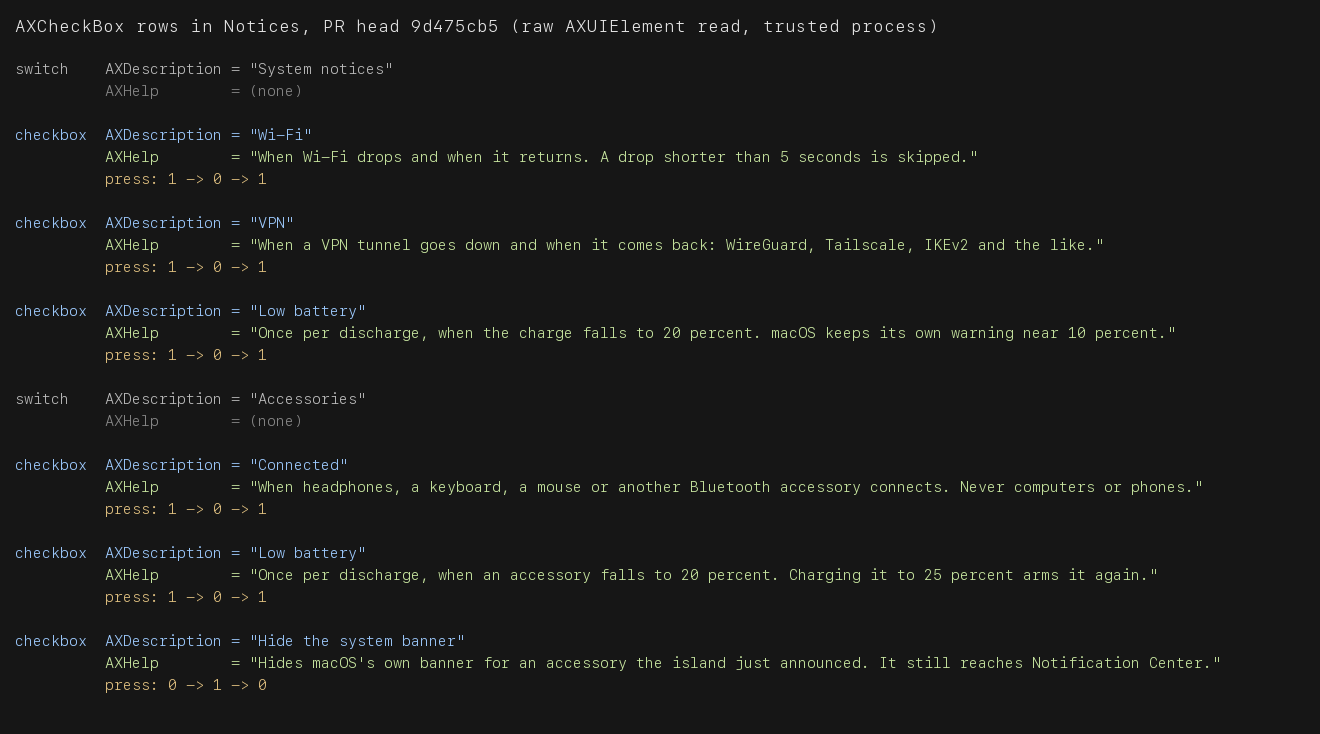 AXCheckBox rows in Notices, PR head 9d475cb5 (raw AXUIElement read, trusted process)
switch    AXDescription = "System notices"
          AXHelp        = (none)
checkbox  AXDescription = "Wi-Fi"
          AXHelp        = "When Wi-Fi drops and when it returns. A drop shorter than 5 seconds is skipped."
          press: 1 -> 0 -> 1
checkbox  AXDescription = "VPN"
          AXHelp        = "When a VPN tunnel goes down and when it comes back: WireGuard, Tailscale, IKEv2 and the like."
          press: 1 -> 0 -> 1
checkbox  AXDescription = "Low battery"
          AXHelp        = "Once per discharge, when the charge falls to 20 percent. macOS keeps its own warning near 10 percent."
          press: 1 -> 0 -> 1
switch    AXDescription = "Accessories"
          AXHelp        = (none)
checkbox  AXDescription = "Connected"
          AXHelp        = "When headphones, a keyboard, a mouse or another Bluetooth accessory connects. Never computers or phones."
          press: 1 -> 0 -> 1
checkbox  AXDescription = "Low battery"
          AXHelp        = "Once per discharge, when an accessory falls to 20 percent. Charging it to 25 percent arms it again."
          press: 1 -> 0 -> 1
checkbox  AXDescription = "Hide the system banner"
          AXHelp        = "Hides macOS's own banner for an accessory the island just announced. It still reaches Notification Center."
          press: 0 -> 1 -> 0